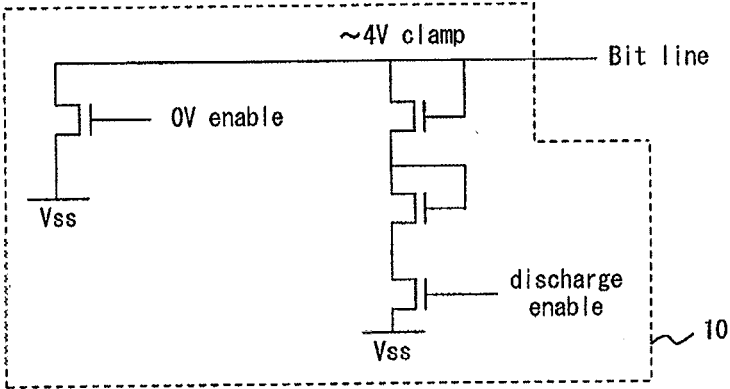 ~4V clamp
Bit line
0V enable
Vss
discharge
enable
Vss
10